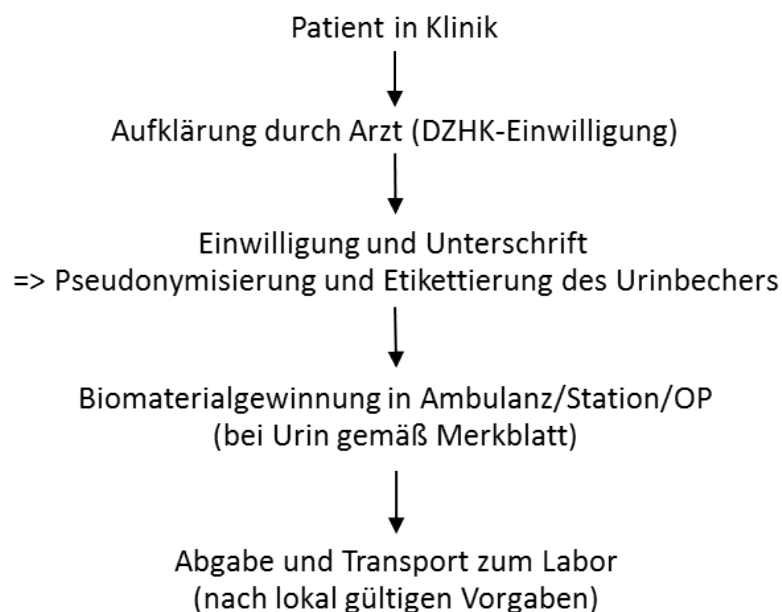 Patient in Klinik
Aufklärung durch Arzt (DZHK-Einwilligung)
Einwilligung und Unterschrift
=> Pseudonymisierung und Etikettierung des Urinbechers
Biomaterialgewinnung in Ambulanz/Station/OP
(bei Urin gemäß Merkblatt)
Abgabe und Transport zum Labor
(nach lokal gültigen Vorgaben)